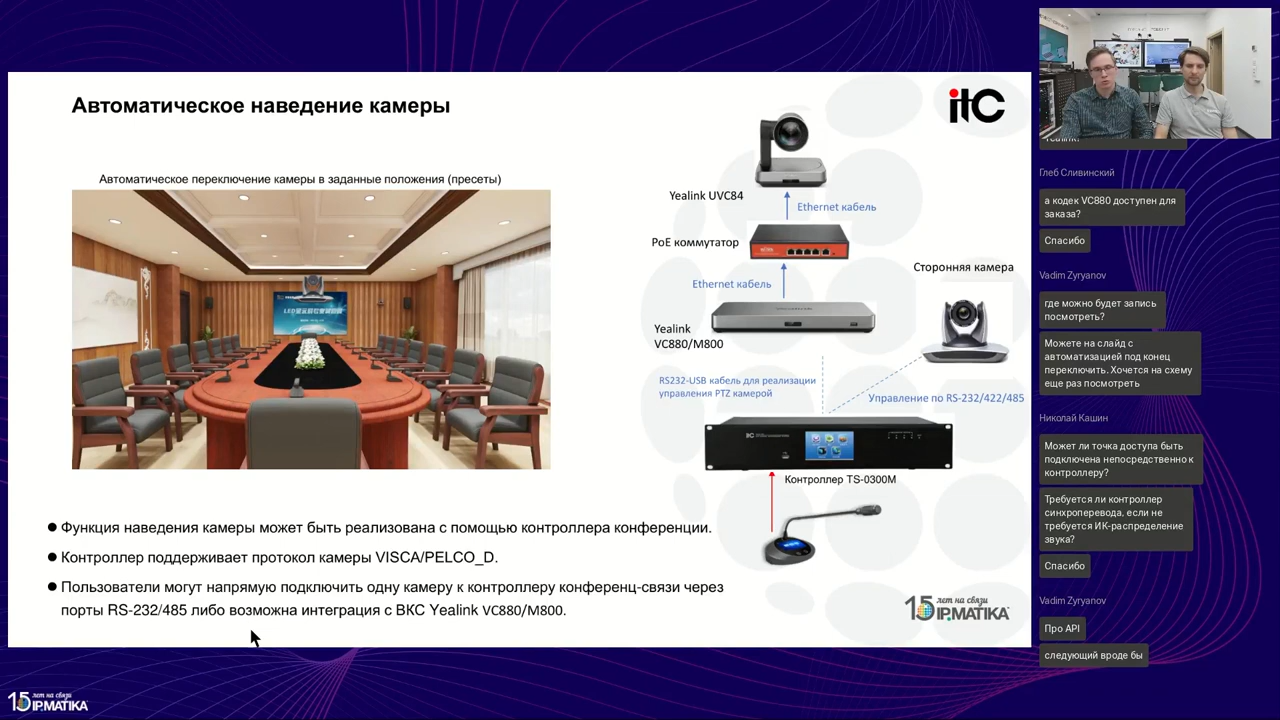 Автоматическое наведение камеры
itc
Автоматическое переключение камеры в заданные положения (пресеты)
Yealink UVC84
Ethernet кабель
PoE коммутатор
Ethernet кабель
Сторонняя камера
Yealink
VC880/M800
RS232-USB кабель для реализации
управления PTZ камерой
Управление по RS-232/422/485
Контроллер TS-0300M
● Функция наведения камеры может быть реализована с помощью контроллера конференции.
● Контроллер поддерживает протокол камеры VISCA/PELCO_D.
● Пользователи могут напрямую подключить одну камеру к контроллеру конференц-связи через
порты RS-232/485 либо возможна интеграция с ВКС Yealink VC880/M800.
15 лет на связи
IPMATIKA
15 лет на связи
IPMATIKA
Глеб Сливинский
а кодек VC880 доступен для
заказа?
Спасибо
Vadim Zyryanov
где можно будет запись
посмотреть?
Можете на слайд с
автоматизацией под конец
переключить. Хочется на схему
еще раз посмотреть
Николай Кашин
Может ли точка доступа быть
подключена непосредственно к
контроллеру?
Требуется ли контроллер
синхроперевода, если не
требуется ИК-распределение
звука?
Спасибо
Vadim Zyryanov
Про API
следующий вроде бы